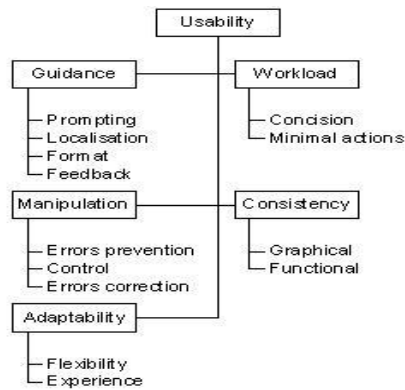 Usability
Guidance
Prompting
Localisation
Format
Feedback
Workload
Concision
Minimal actions
Manipulation
Errors prevention
Control
Errors correction
Consistency
Graphical
Functional
Adaptability
Flexibility
Experience